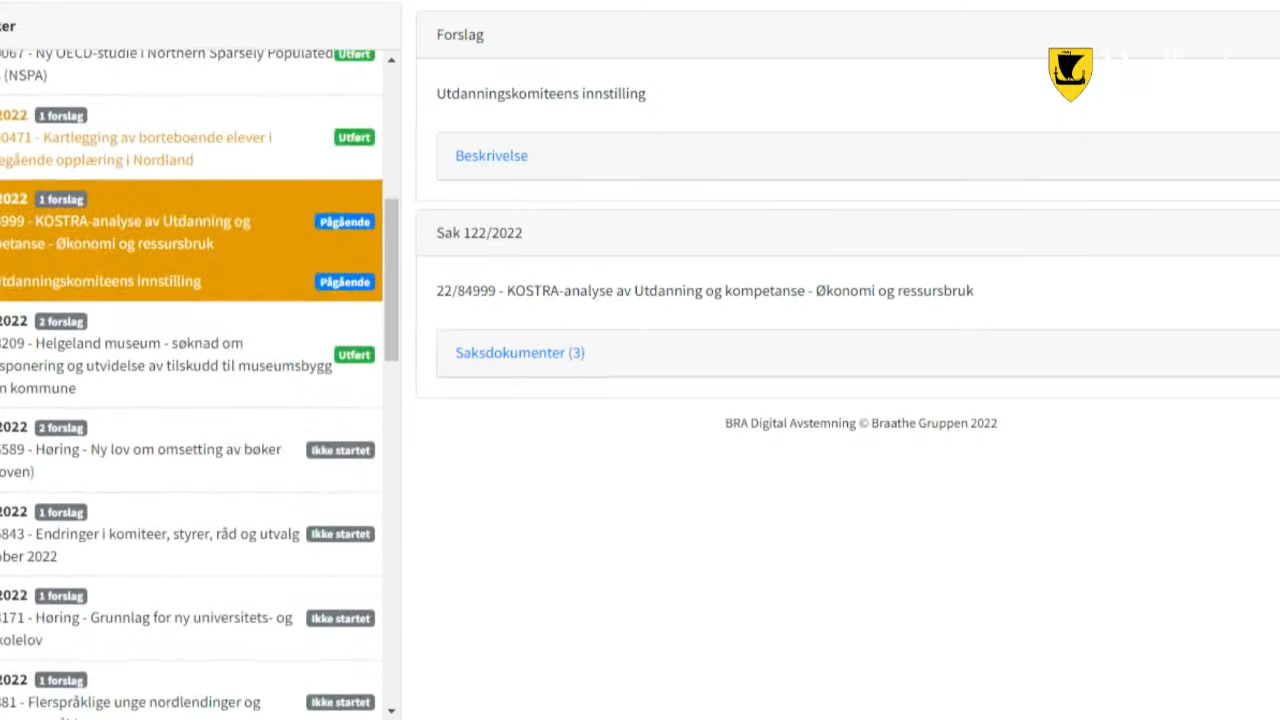 ker
0067 - Ny OECD-studie i Northern Sparsely Populated Utført
(NSPA)
2022 1 forslag
0471 - Kartlegging av borteboende elever i Utført
egående opplæring i Nordland
2022 1 forslag
4999 - KOSTRA-analyse av Utdanning og Pågående
petanse - Økonomi og ressursbruk
Utdanningskomiteens innstilling Pågående
2022 2 forslag
209 - Helgeland museum - søknad om
sponering og utvidelse av tilskudd til museumsbygg Utført
n kommune
2022 2 forslag
589 - Høring - Ny lov om omsetting av bøker Ikke startet
oven)
2022 1 forslag
843 - Endringer i komiteer, styrer, råd og utvalg Ikke startet
ober 2022
2022 1 forslag
171 - Høring - Grunnlag for ny universitets- og Ikke startet
kolelov
2022 1 forslag
381 - Flerspråklige unge nordlendinger og Ikke startet
Forslag
Utdanningskomiteens innstilling
Beskrivelse
Sak 122/2022
22/84999 - KOSTRA-analyse av Utdanning og kompetanse - Økonomi og ressursbruk
Saksdokumenter (3)
BRA Digital Avstemning © Braathe Gruppen 2022